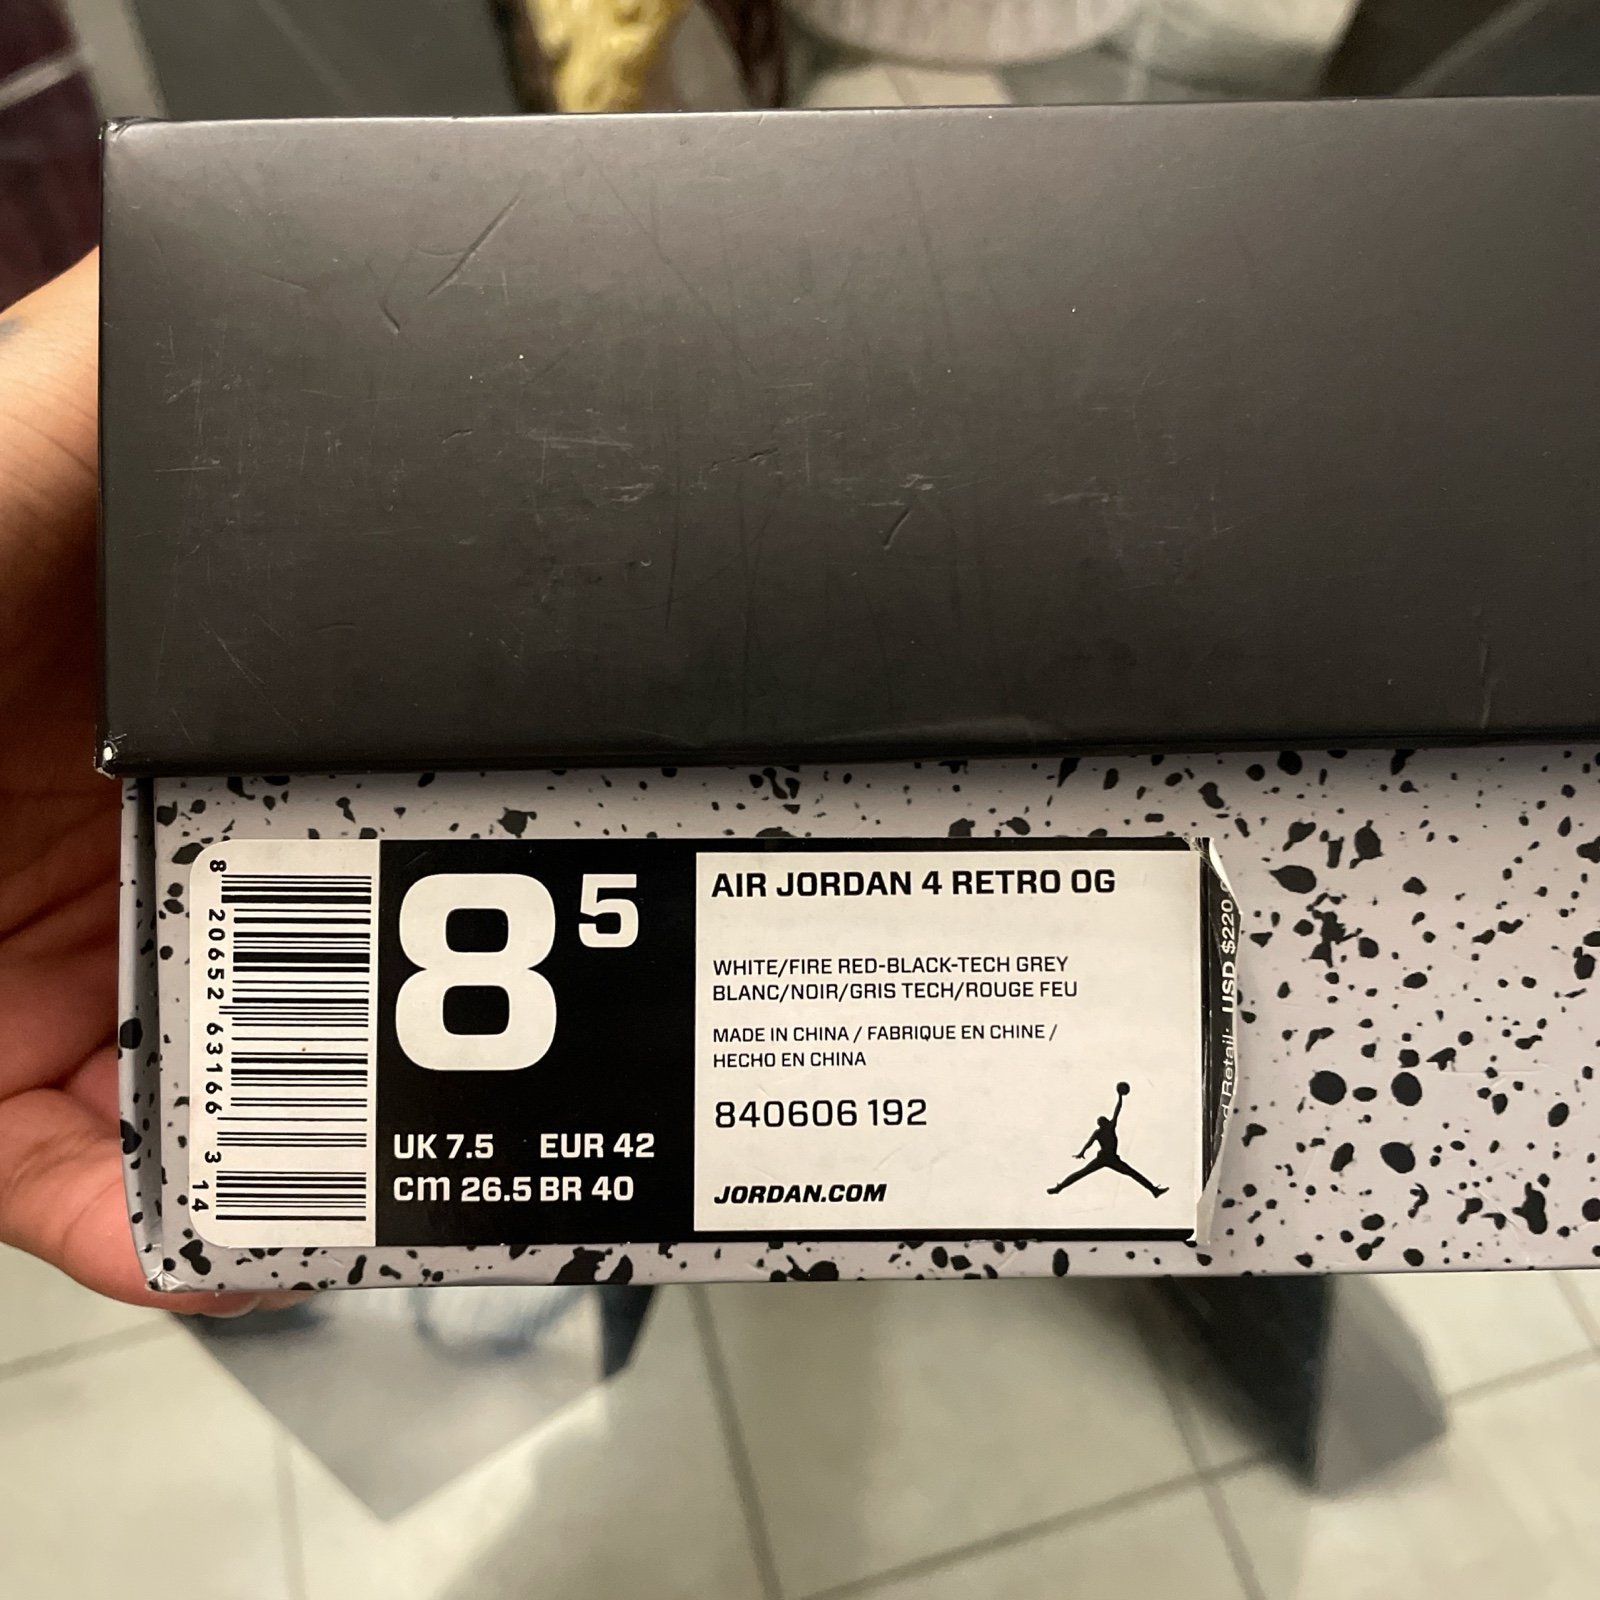 8 20652 63166 3 14
8 5
UK 7.5 EUR 42
cm 26.5 BR 40
AIR JORDAN 4 RETRO OG
WHITE/FIRE RED-BLACK-TECH GREY
BLANC/NOIR/GRIS TECH/ROUGE FEU
MADE IN CHINA / FABRIQUE EN CHINE /
HECHO EN CHINA
840606 192
JORDAN.COM
Retail: USD $220